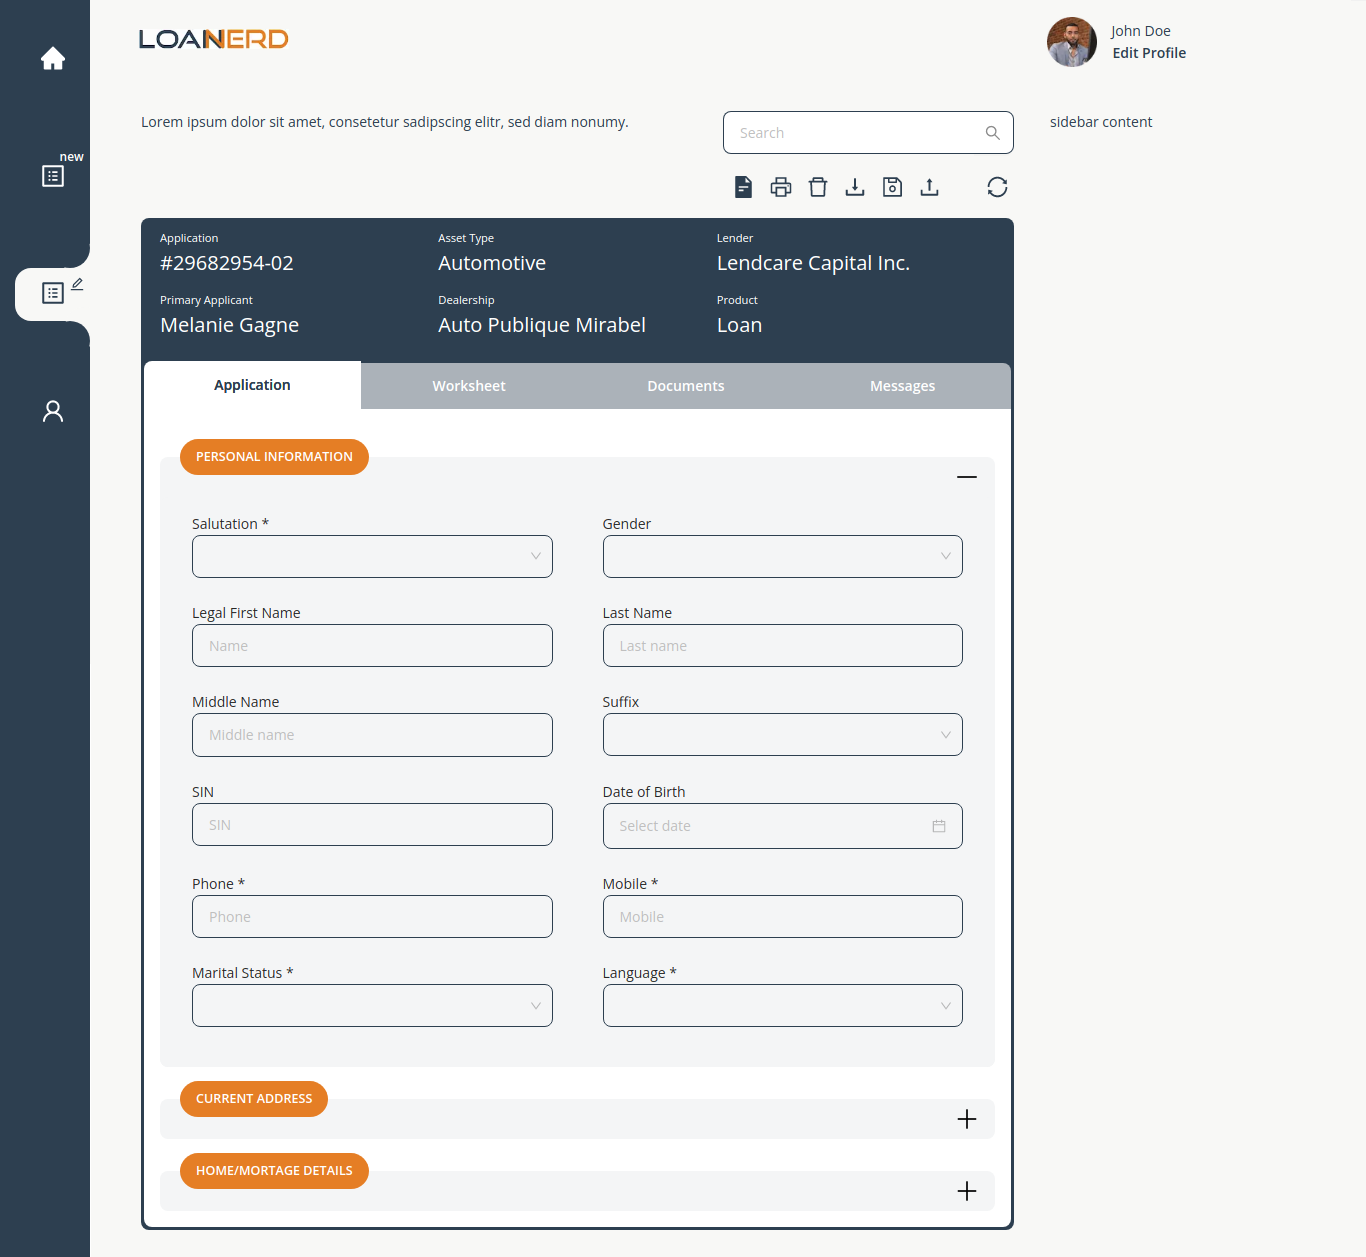 LOANERD
John Doe
Edit Profile
Lorem ipsum dolor sit amet, consetetur sadipscing elitr, sed diam nonumy.
Search
sidebar content
new
Application
Asset Type
Lender
#29682954-02
Automotive
Lendcare Capital Inc.
Primary Applicant
Dealership
Product
Melanie Gagne
Auto Publique Mirabel
Loan
Application
Worksheet
Documents
Messages
PERSONAL INFORMATION
Salutation *
Gender
Legal First Name
Last Name
Name
Last name
Middle Name
Suffix
Middle name
SIN
Date of Birth
SIN
Select date
Phone *
Mobile *
Phone
Mobile
Marital Status *
Language *
CURRENT ADDRESS
HOME/MORTAGE DETAILS